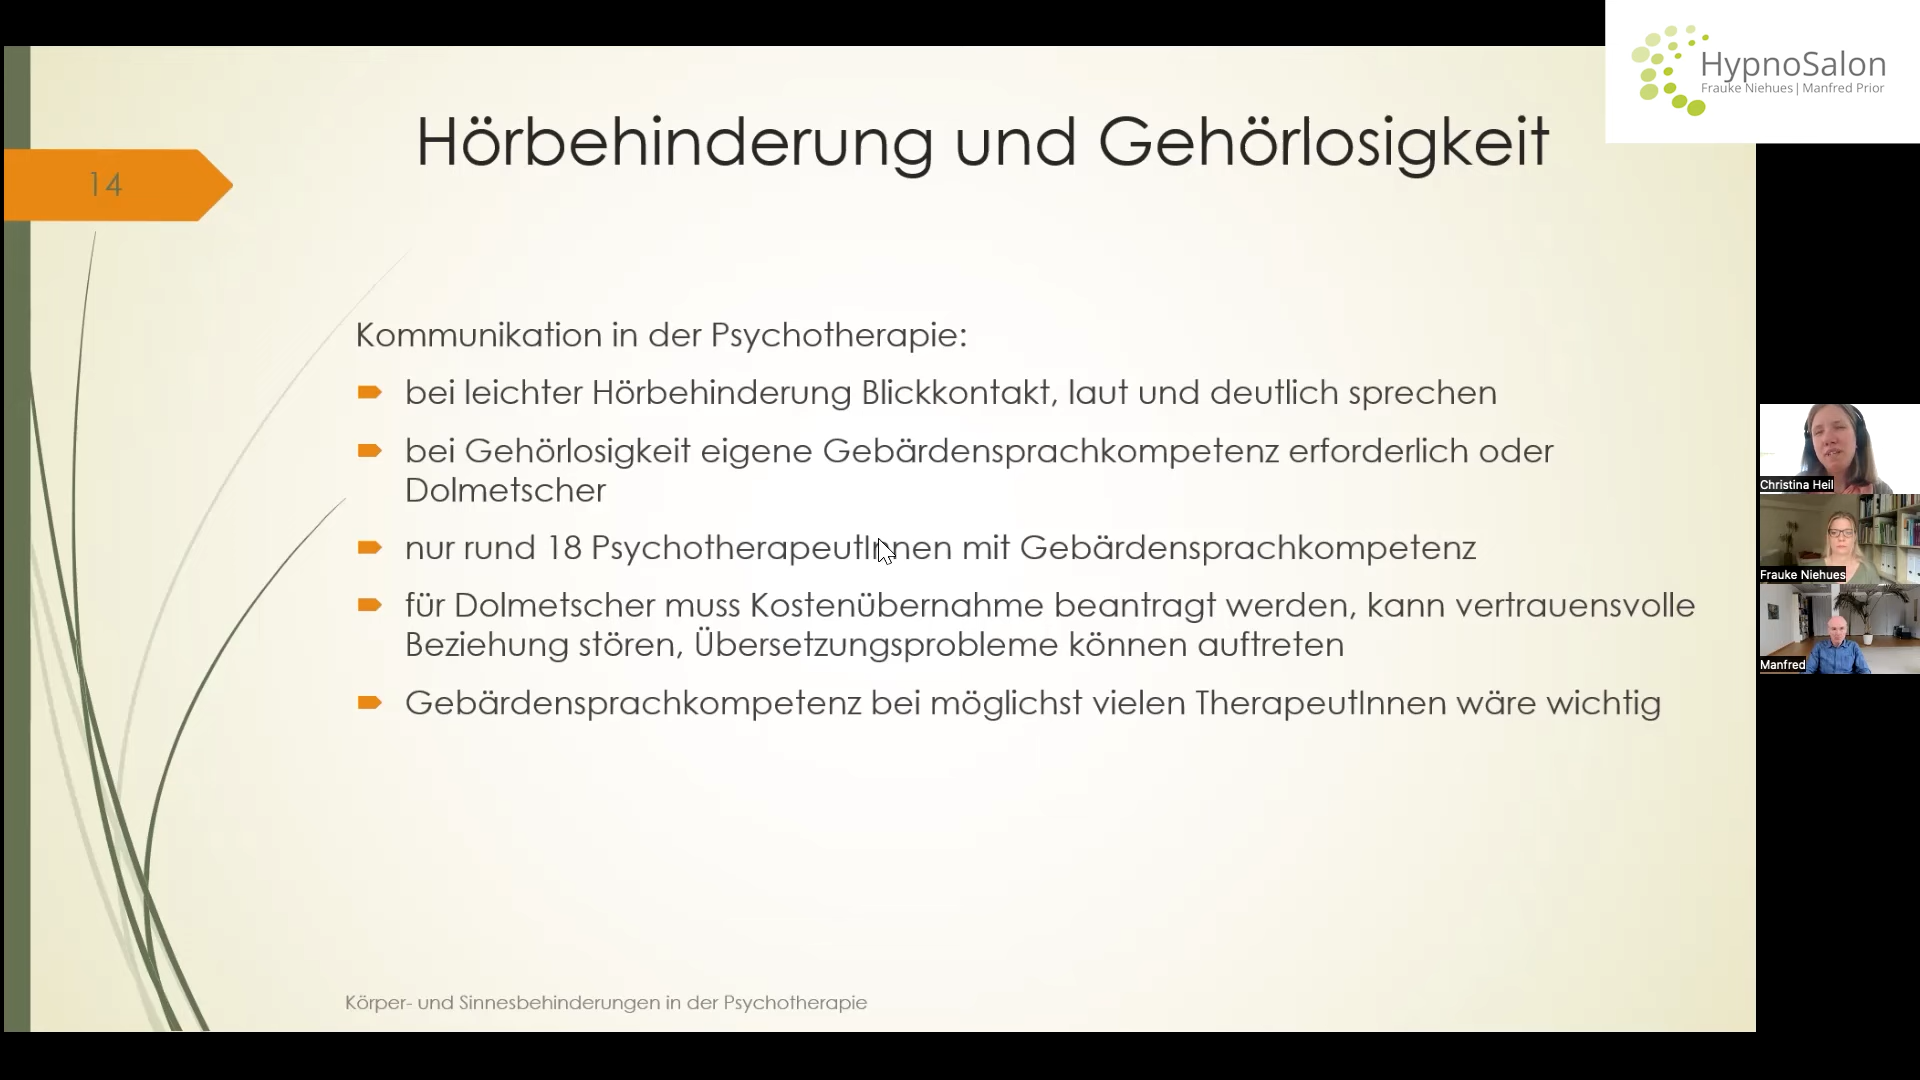 HypnoSalon
Frauke Niehues | Manfred Prior
Hörbehinderung und Gehörlosigkeit
14
Kommunikation in der Psychotherapie:
bei leichter Hörbehinderung Blickkontakt, laut und deutlich sprechen
bei Gehörlosigkeit eigene Gebärdensprachkompetenz erforderlich oder
Dolmetscher
nur rund 18 PsychotherapeutInnen mit Gebärdensprachkompetenz
für Dolmetscher muss Kostenübernahme beantragt werden, kann vertrauensvolle
Beziehung stören, Übersetzungsprobleme können auftreten
Gebärdensprachkompetenz bei möglichst vielen TherapeutInnen wäre wichtig
Körper- und Sinnesbehinderungen in der Psychotherapie
Christina Heil
Frauke Niehues
Manfred